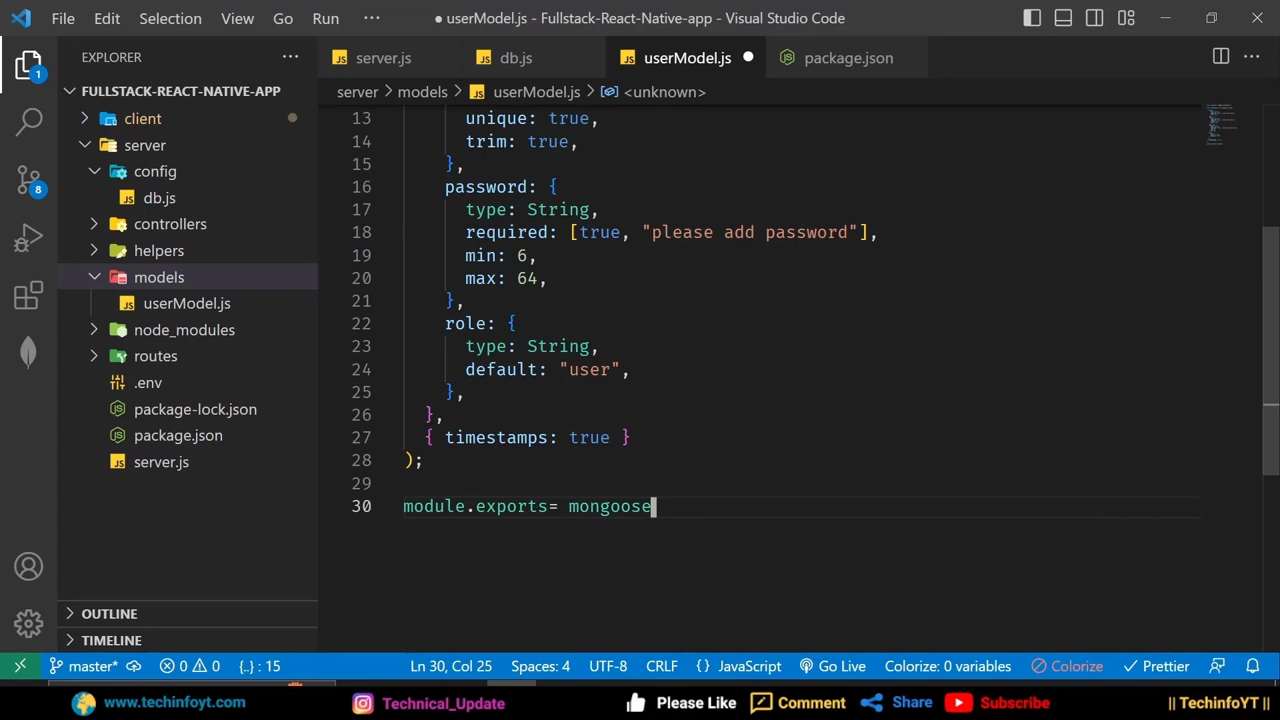 File Edit Selection View Go Run ··· ● userModel.js - Fullstack-React-Native-app - Visual Studio Code
EXPLORER ···
server.js db.js userModel.js ● package.json ···
FULLSTACK-REACT-NATIVE-APP
server > models > userModel.js > <unknown>
client
server
config
db.js
controllers
helpers
models
userModel.js
node_modules
routes
.env
package-lock.json
package.json
server.js
OUTLINE
TIMELINE
1
8
13 unique: true,
14 trim: true,
15 },
16 password: {
17 type: String,
18 required: [true, "please add password"],
19 min: 6,
20 max: 64,
21 },
22 role: {
23 type: String,
24 default: "user",
25 },
26 },
27 { timestamps: true }
28 );
29
30 module.exports= mongoose
master* 0 0 {..} : 15 Ln 30, Col 25 Spaces: 4 UTF-8 CRLF {} JavaScript Go Live Colorize: 0 variables Colorize Prettier
www.techinfoyt.com Technical_Update Please Like Comment Share Subscribe || TechinfoYT ||